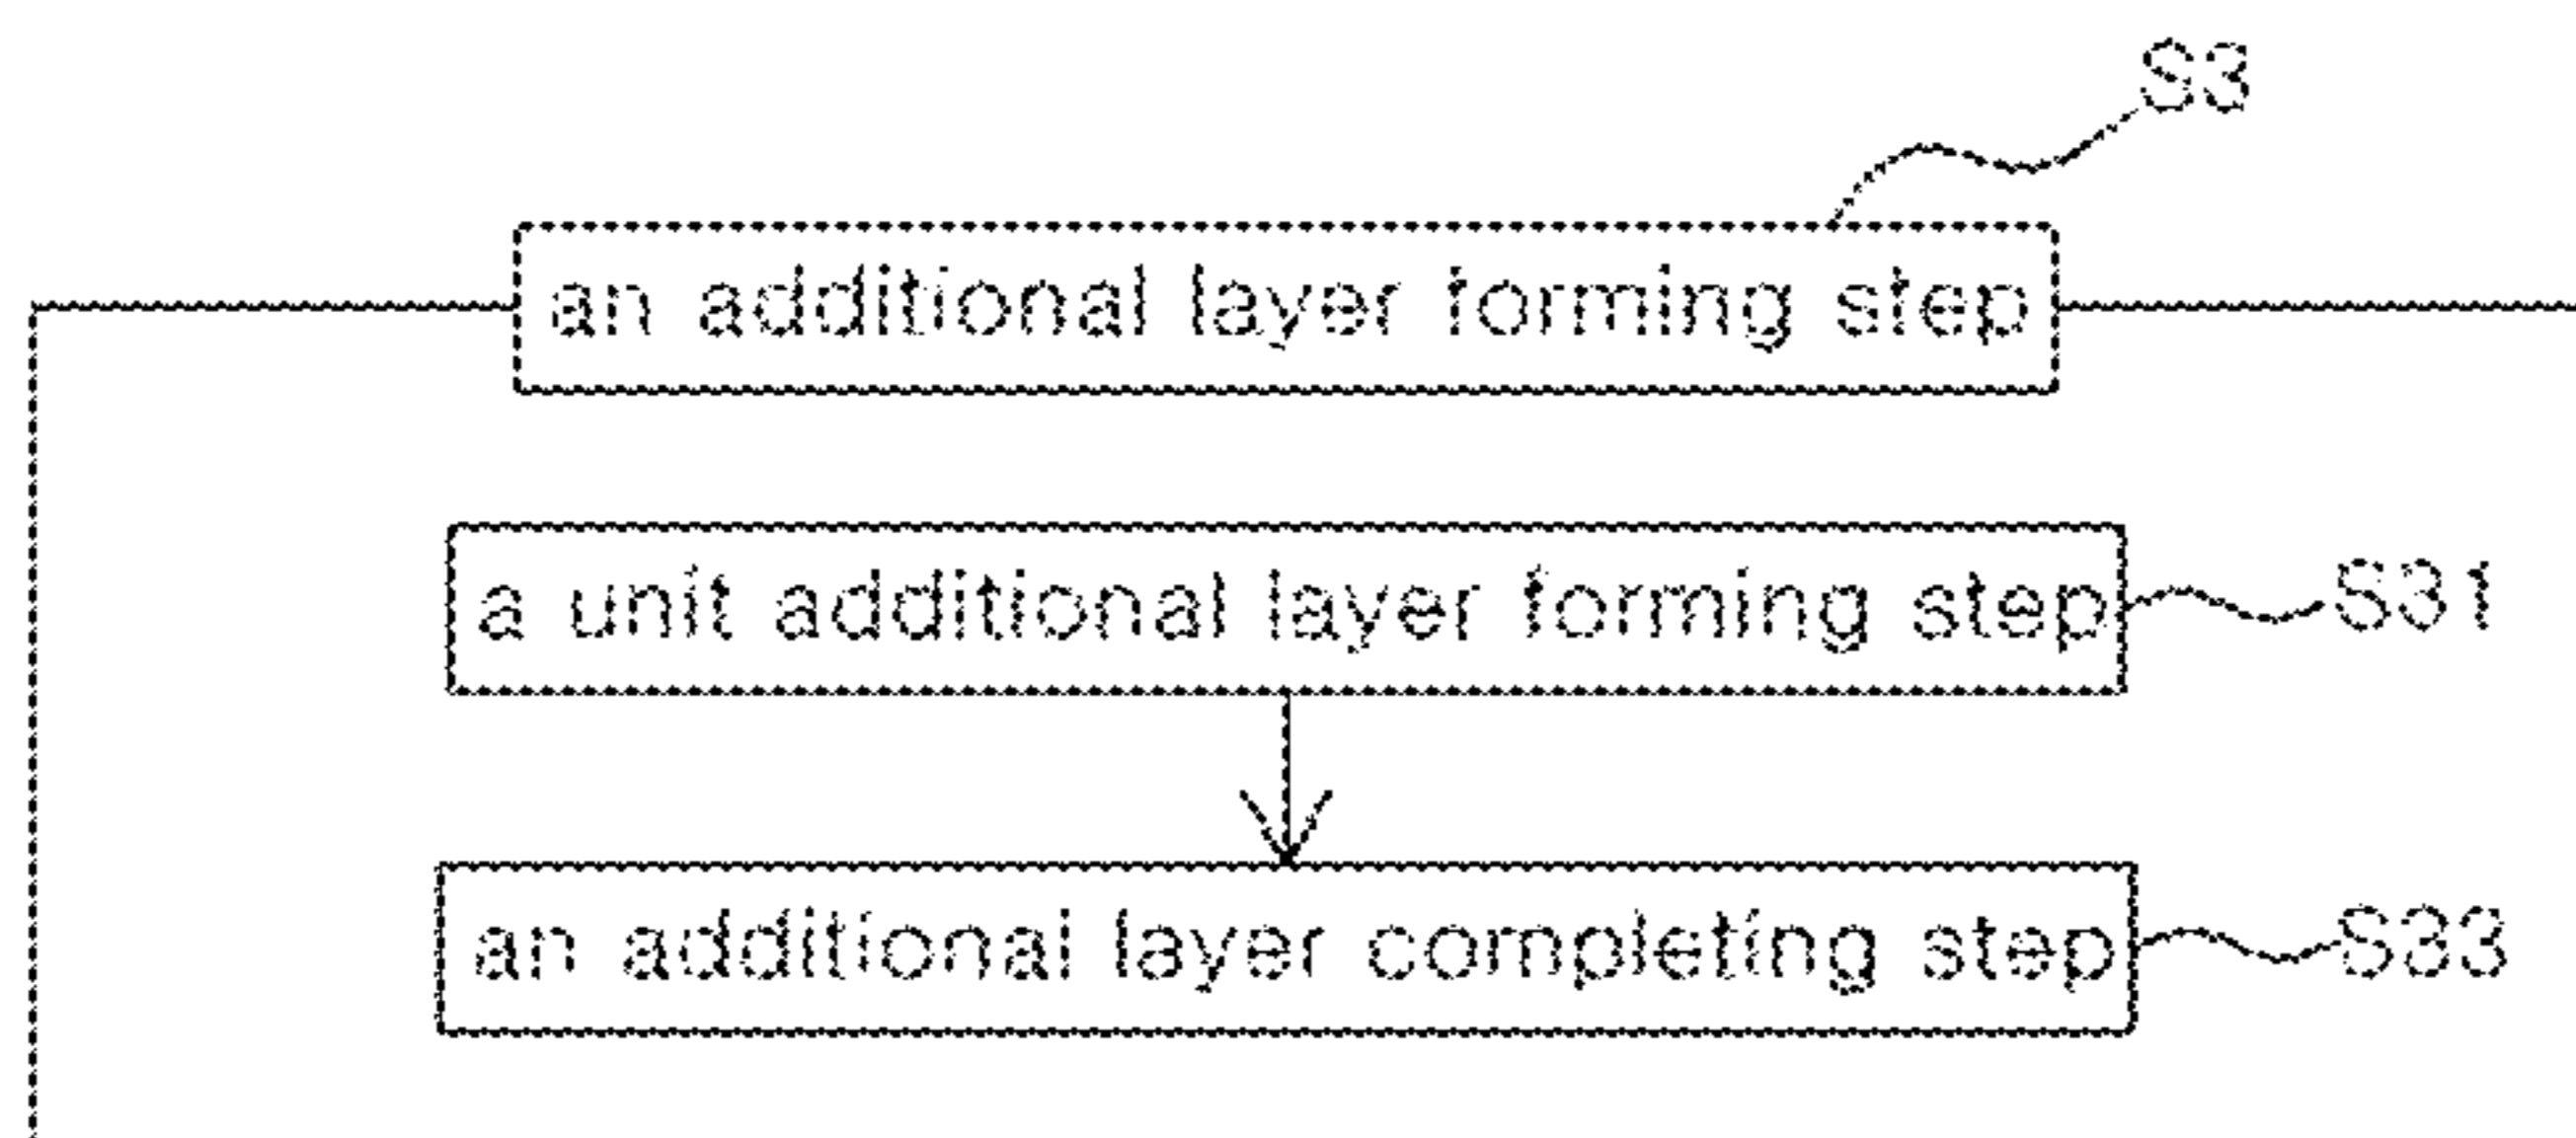 S3
an additional layer forming step
a unit additional layer forming step
S31
an additional layer completing step
S33